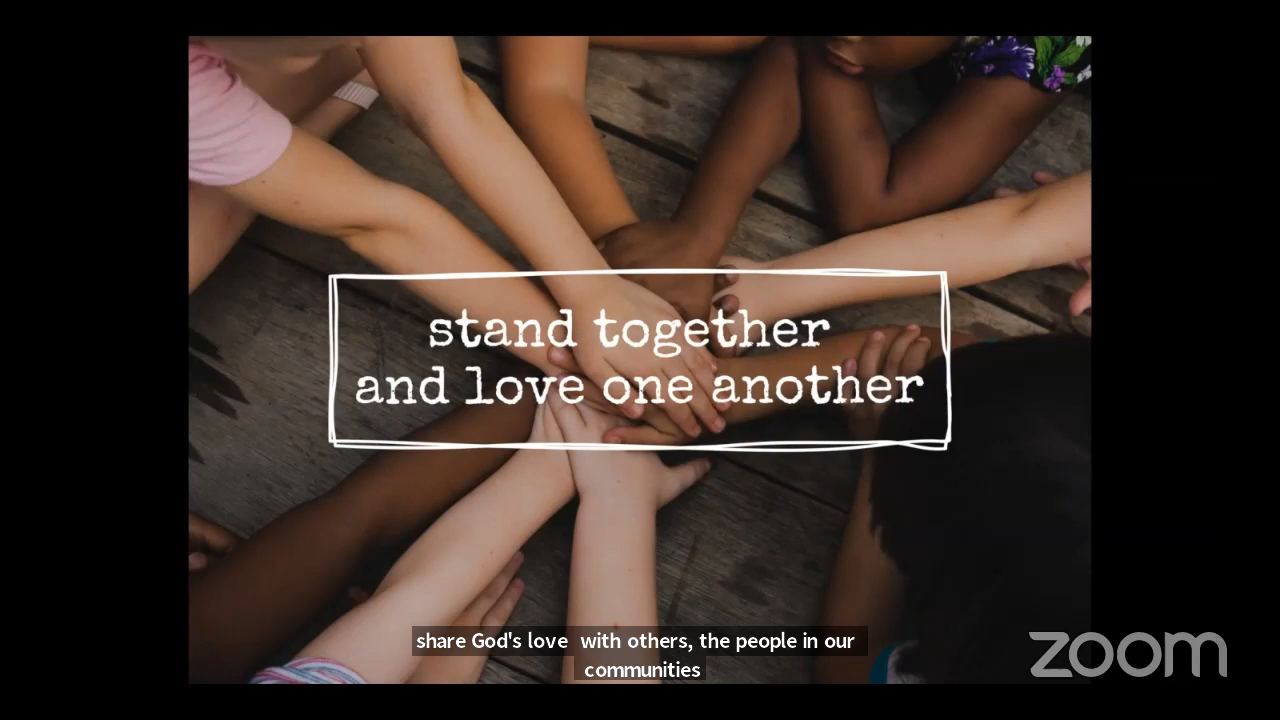 stand together
and love one another
share God's love with others, the people in our
communities
zoom